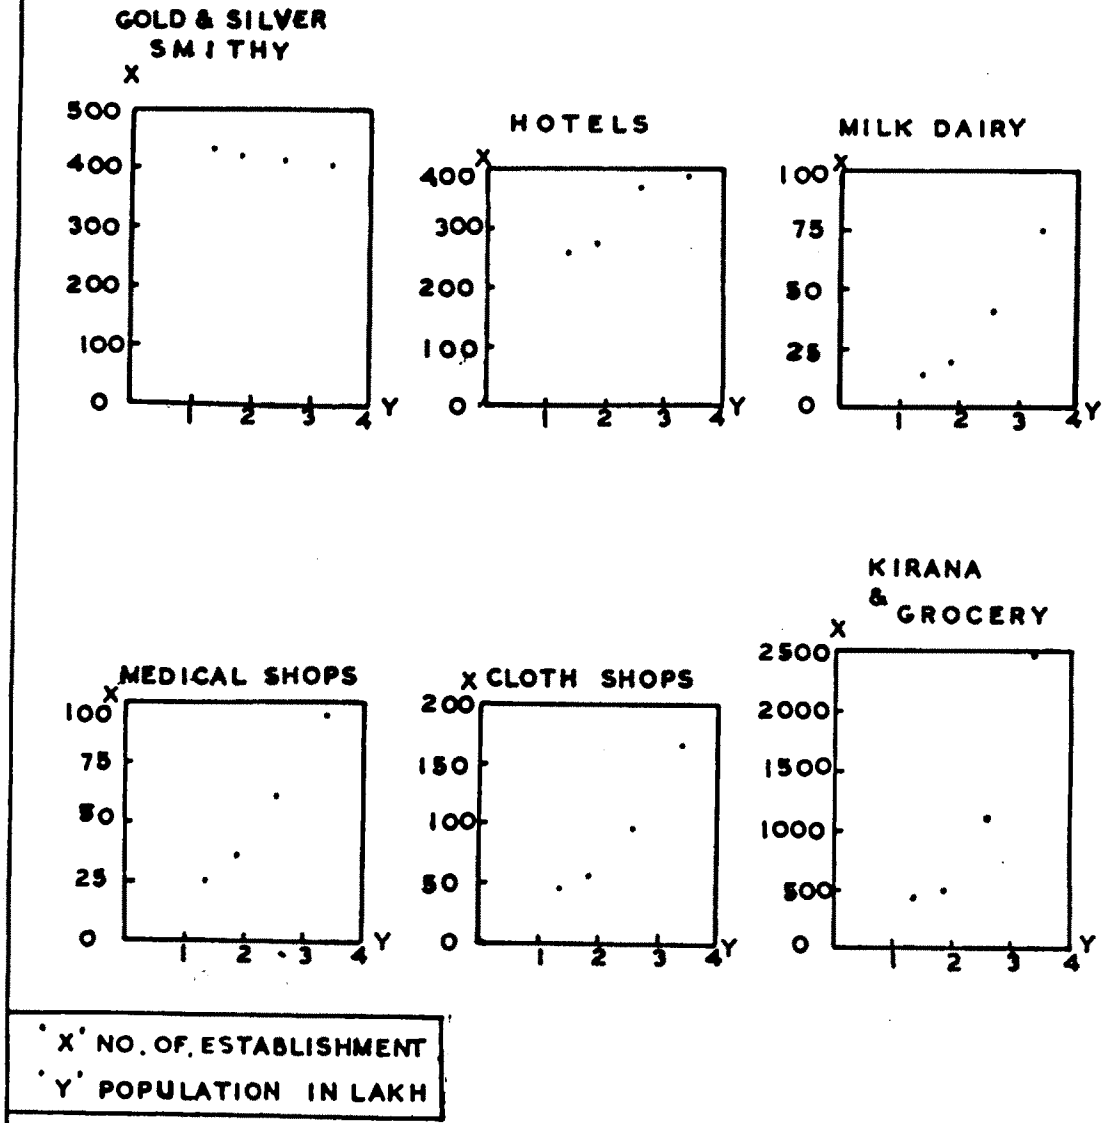 GOLD & SILVER
SMITHY
X
500
400
300
200
100
0
1 2 3 4 Y
HOTELS
X
400
300
200
100
0
1 2 3 4 Y
MILK DAIRY
X
100
75
50
25
0
1 2 3 4 Y
MEDICAL SHOPS
X
100
75
50
25
0
1 2 3 4 Y
CLOTH SHOPS
X
200
150
100
50
0
1 2 3 4 Y
KIRANA
&
GROCERY
X
2500
2000
1500
1000
500
0
1 2 3 4 Y
'X' NO. OF. ESTABLISHMENT
'Y' POPULATION IN LAKH